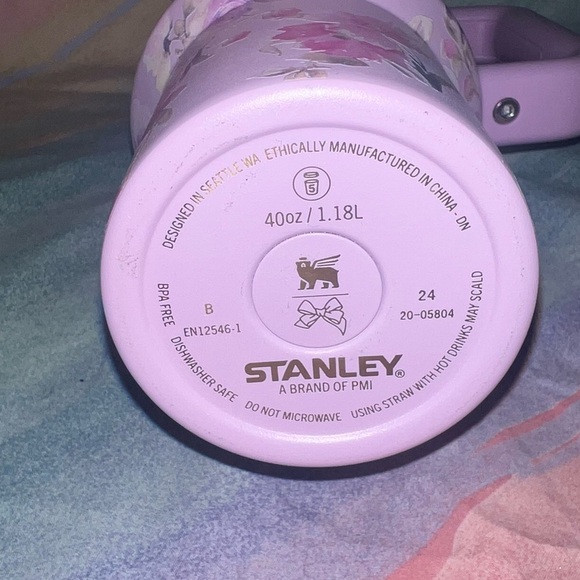 DESIGNED IN SEATTLE WA ETHICALLY MANUFACTURED IN CHINA - DN
5
40oz / 1.18L
B
EN12546-1
24
20-05804
STANLEY®
A BRAND OF PMI
BPA FREE DISHWASHER SAFE DO NOT MICROWAVE USING STRAW WITH HOT DRINKS MAY SCALD